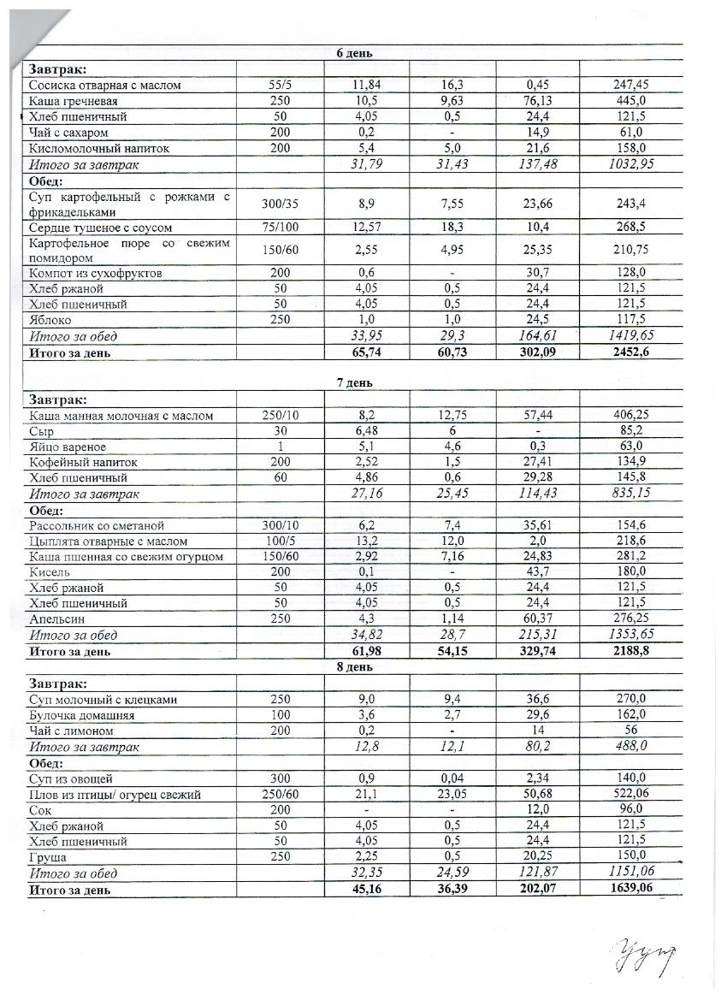 6 день
Завтрак:
Сосиска отварная с маслом 55/5 11,84 16,3 0,45 247,45
Каша гречневая 250 10,5 9,63 76,13 445,0
Хлеб пшеничный 50 4,05 0,5 24,4 121,5
Чай с сахаром 200 0,2 - 14,9 61,0
Кисломолочный напиток 200 5,4 5,0 21,6 158,0
Итого за завтрак 31,79 31,43 137,48 1032,95
Обед:
Суп картофельный с рожками с
фрикадельками 300/35 8,9 7,55 23,66 243,4
Сердце тушеное с соусом 75/100 12,57 18,3 10,4 268,5
Картофельное пюре со свежим
помидором 150/60 2,55 4,95 25,35 210,75
Компот из сухофруктов 200 0,6 - 30,7 128,0
Хлеб ржаной 50 4,05 0,5 24,4 121,5
Хлеб пшеничный 50 4,05 0,5 24,4 121,5
Яблоко 250 1,0 1,0 24,5 117,5
Итого за обед 33,95 29,3 164,61 1419,65
Итого за день 65,74 60,73 302,09 2452,6
7 день
Завтрак:
Каша манная молочная с маслом 250/10 8,2 12,75 57,44 406,25
Сыр 30 6,48 6 - 85,2
Яйцо вареное 1 5,1 4,6 0,3 63,0
Кофейный напиток 200 2,52 1,5 27,41 134,9
Хлеб пшеничный 60 4,86 0,6 29,28 145,8
Итого за завтрак 27,16 25,45 114,43 835,15
Обед:
Рассольник со сметаной 300/10 6,2 7,4 35,61 154,6
Цыплята отварные с маслом 100/5 13,2 12,0 2,0 218,6
Каша пшенная со свежим огурцом 150/60 2,92 7,16 24,83 281,2
Кисель 200 0,1 - 43,7 180,0
Хлеб ржаной 50 4,05 0,5 24,4 121,5
Хлеб пшеничный 50 4,05 0,5 24,4 121,5
Апельсин 250 4,3 1,14 60,37 276,25
Итого за обед 34,82 28,7 215,31 1353,65
Итого за день 61,98 54,15 329,74 2188,8
8 день
Завтрак:
Суп молочный с клецками 250 9,0 9,4 36,6 270,0
Булочка домашняя 100 3,6 2,7 29,6 162,0
Чай с лимоном 200 0,2 - 14 56
Итого за завтрак 12,8 12,1 80,2 488,0
Обед:
Суп из овощей 300 0,9 0,04 2,34 140,0
Плов из птицы/ огурец свежий 250/60 21,1 23,05 50,68 522,06
Сок 200 - - 12,0 96,0
Хлеб ржаной 50 4,05 0,5 24,4 121,5
Хлеб пшеничный 50 4,05 0,5 24,4 121,5
Груша 250 2,25 0,5 20,25 150,0
Итого за обед 32,35 24,59 121,87 1151,06
Итого за день 45,16 36,39 202,07 1639,06